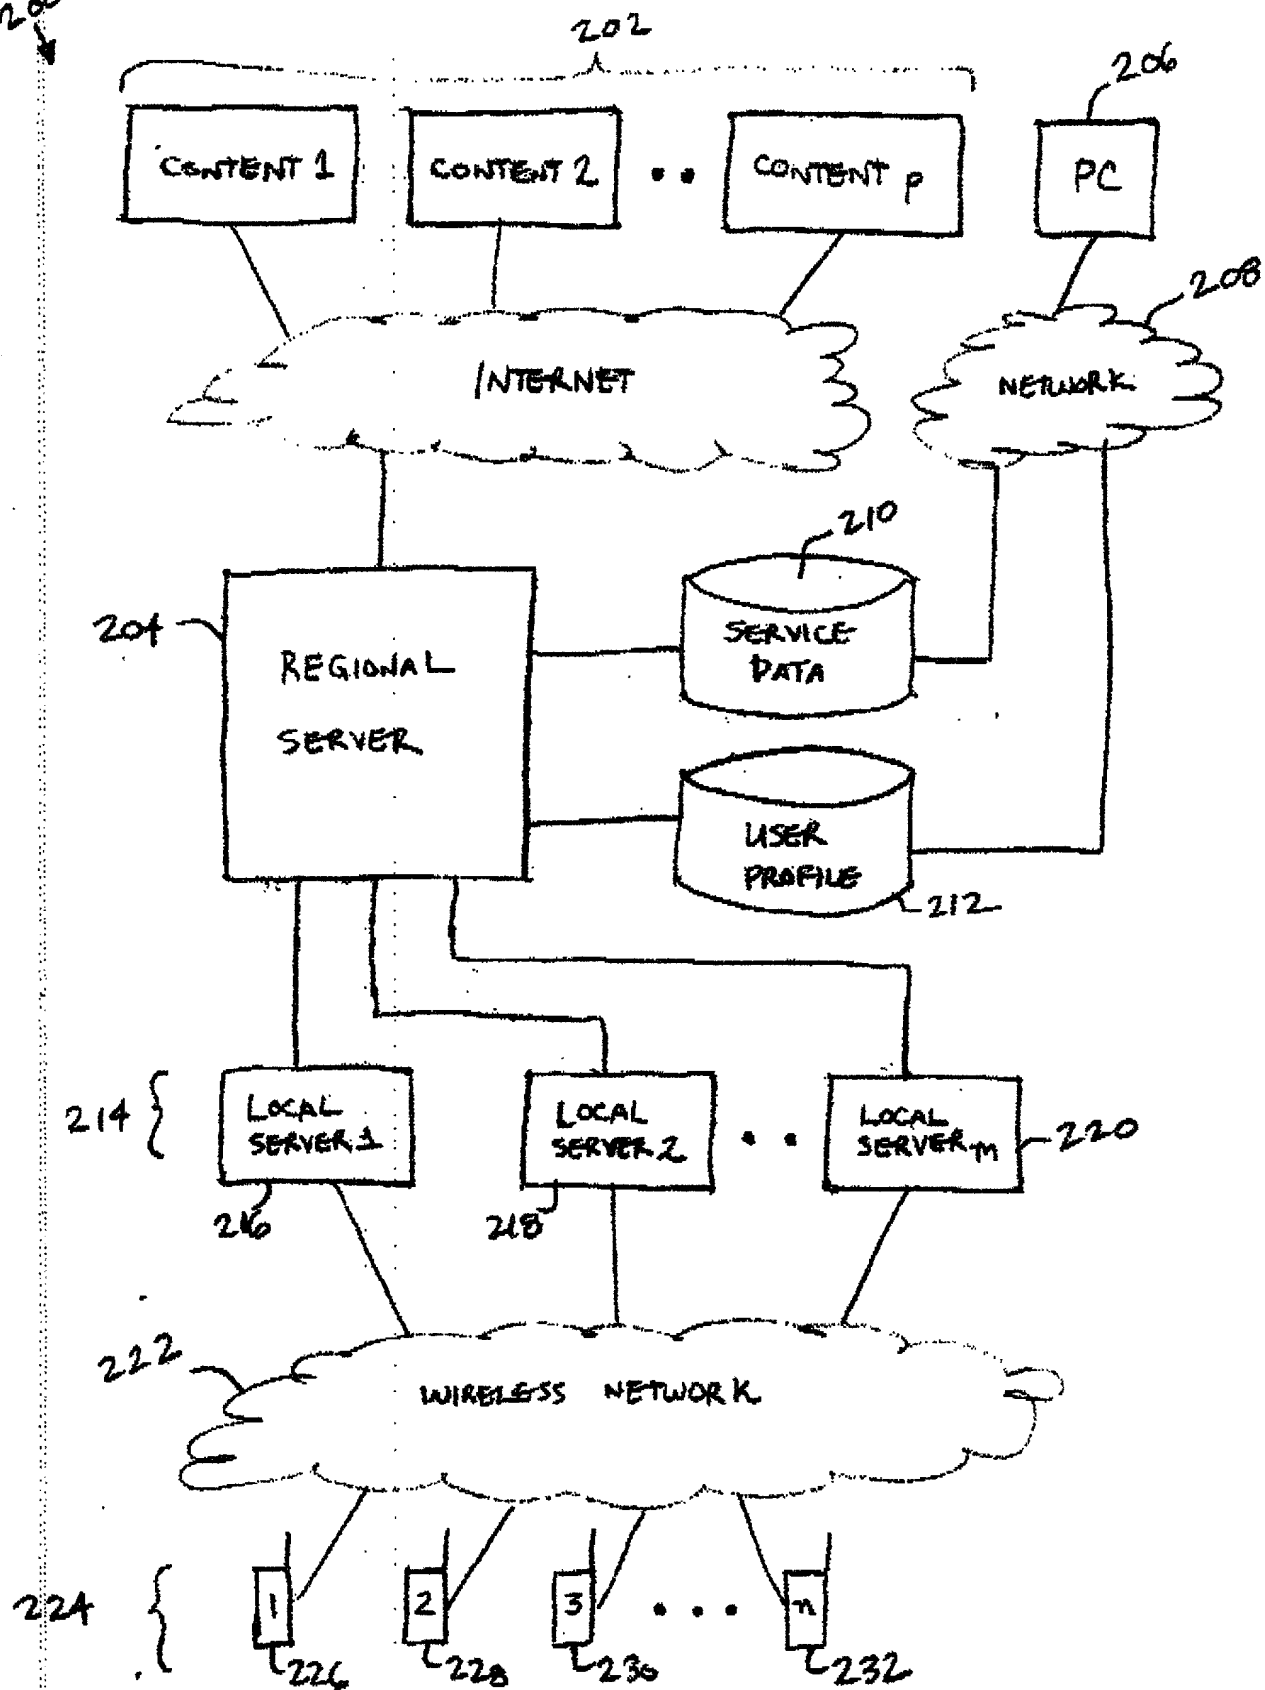 200
202
206
CONTENT 1
CONTENT 2
CONTENT p
PC
208
INTERNET
NETWORK
210
204
REGIONAL
SERVER
SERVICE
DATA
USER
PROFILE
212
214
LOCAL
SERVER 1
LOCAL
SERVER 2
LOCAL
SERVER m
220
216
218
222
WIRELESS NETWORK
224
1
2
3
n
226
228
230
232